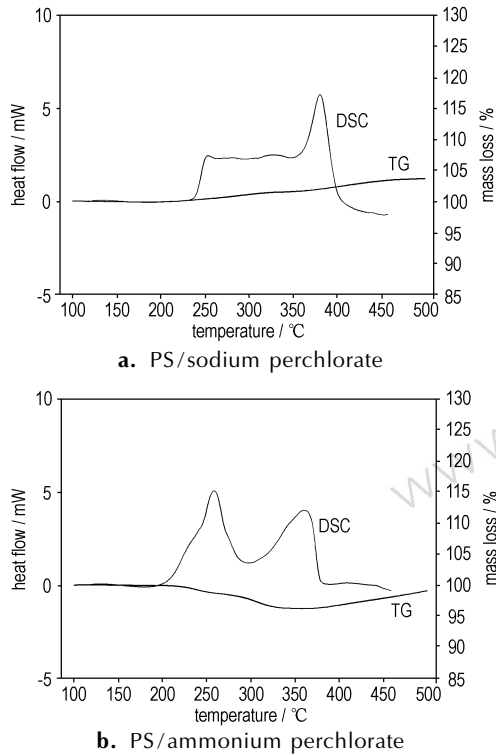 10
5
0
-5
heat flow / mW
130
125
120
115
110
105
100
95
90
85
mass loss / %
DSC
TG
100 150 200 250 300 350 400 450 500
temperature / ℃
a. PS/sodium perchlorate
10
5
0
-5
heat flow / mW
130
125
120
115
110
105
100
95
90
85
mass loss / %
DSC
TG
100 150 200 250 300 350 400 450 500
temperature / ℃
b. PS/ammonium perchlorate